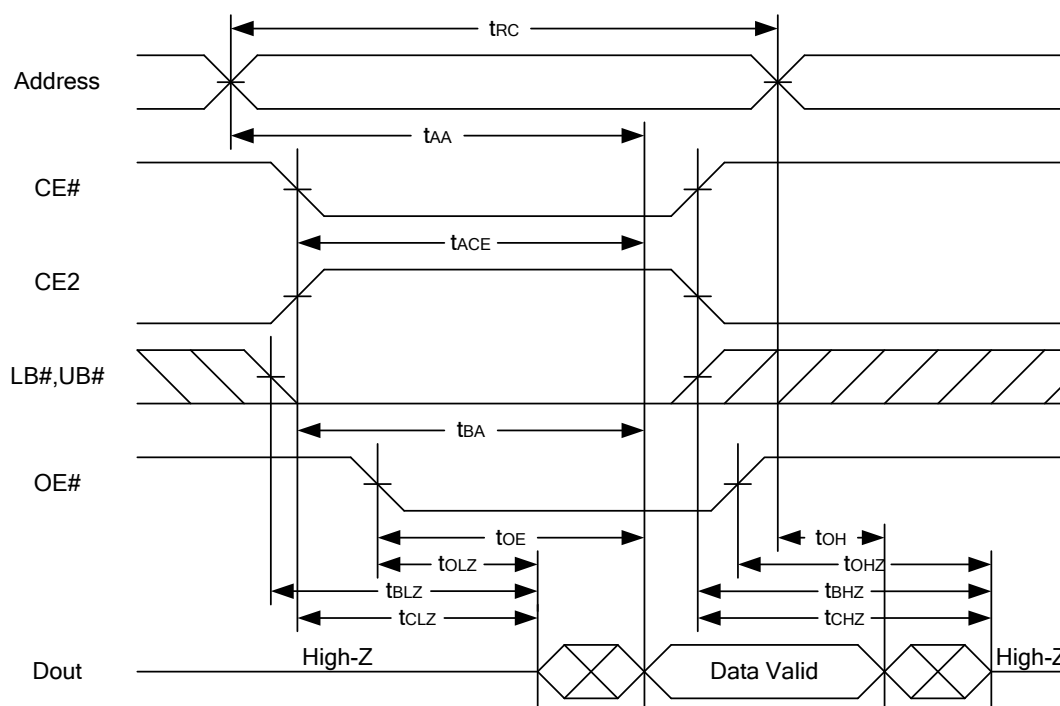 tRC
Address
tAA
CE#
tACE
CE2
LB#,UB#
tBA
OE#
tOE
tOH
tOLZ
tOHZ
tBLZ
tBHZ
tCLZ
tCHZ
Dout
High-Z
Data Valid
High-Z